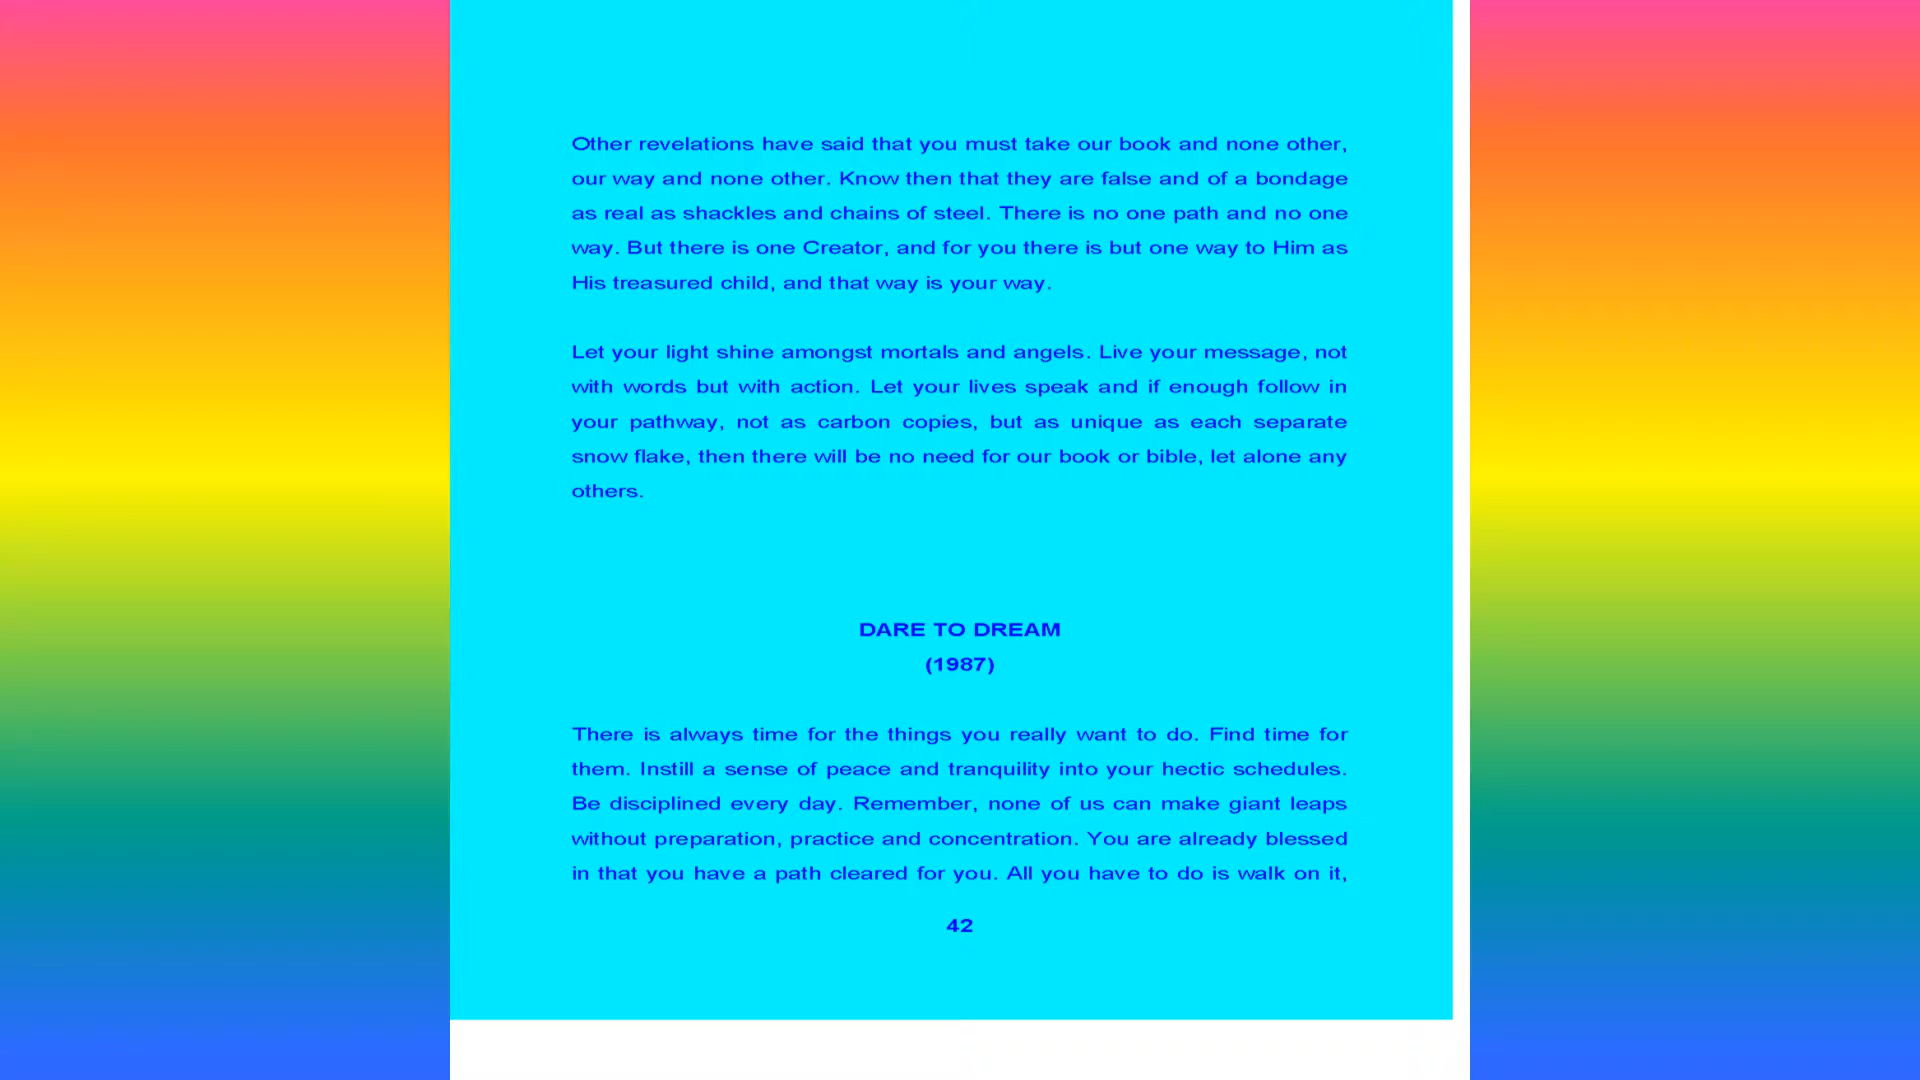 Other revelations have said that you must take our book and none other,
our way and none other. Know then that they are false and of a bondage
as real as shackles and chains of steel. There is no one path and no one
way. But there is one Creator, and for you there is but one way to Him as
His treasured child, and that way is your way.
Let your light shine amongst mortals and angels. Live your message, not
with words but with action. Let your lives speak and if enough follow in
your pathway, not as carbon copies, but as unique as each separate
snow flake, then there will be no need for our book or bible, let alone any
others.
DARE TO DREAM
(1987)
There is always time for the things you really want to do. Find time for
them. Instill a sense of peace and tranquility into your hectic schedules.
Be disciplined every day. Remember, none of us can make giant leaps
without preparation, practice and concentration. You are already blessed
in that you have a path cleared for you. All you have to do is walk on it,
42